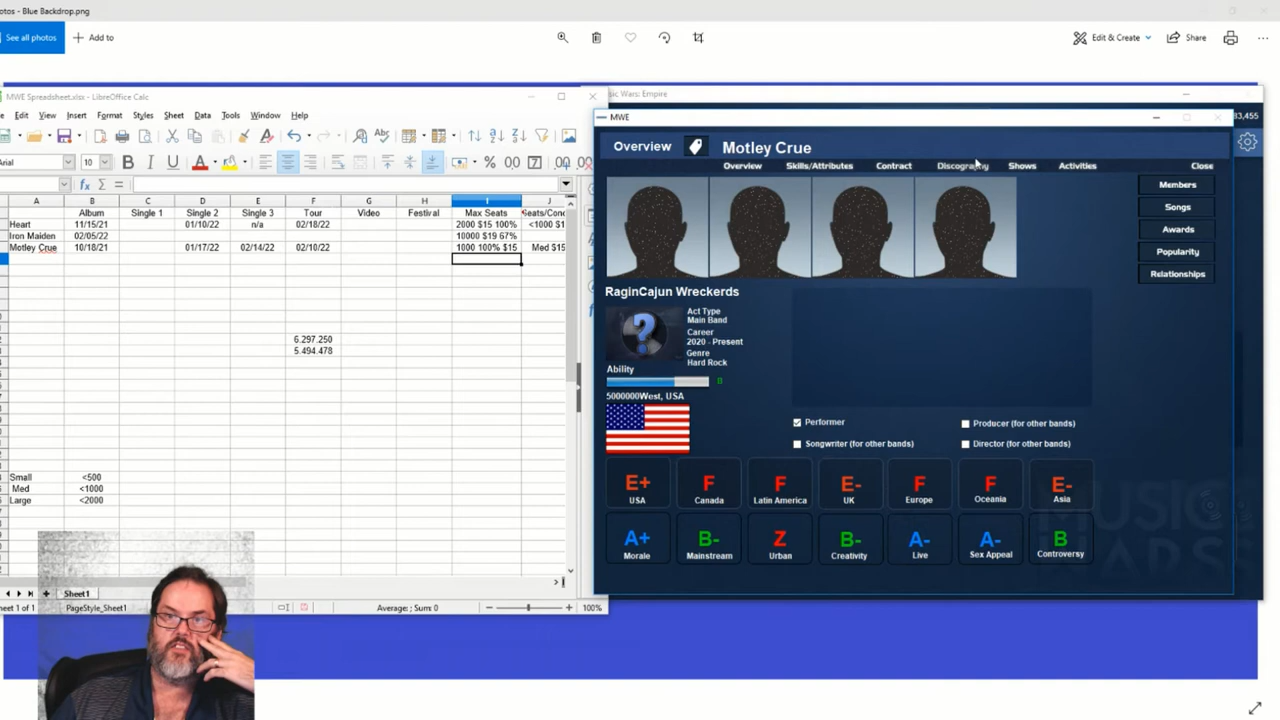 otos - Blue Backdrop.png
See all photos
Add to
Edit & Create
Share
MWE Spreadsheet.xlsx - LibreOffice Calc
Edit View Insert Format Styles Sheet Data Tools Window Help
Arial 10
A B C D E F G H I J
Album Single 1 Single 2 Single 3 Tour Video Festival Max Seats Seats/Conc
Heart 11/15/21 01/10/22 n/a 02/18/22 2000 $15 100% <1000 $1
Iron Maiden 02/05/22 10000 $19 67%
Motley Crue 10/18/21 01/17/22 02/14/22 02/10/22 1000 100% $15 Med $15
6.297.250
5.494.478
Small <500
Med <1000
Large <2000
Sheet1
heet 1 of 1 PageStyle_Sheet1 Average: ; Sum: 0 100%
sic Wars: Empire
83,455
MWE
Overview Motley Crue
Overview Skills/Attributes Contract Discography Shows Activities Close
Members
Songs
Awards
Popularity
Relationships
RaginCajun Wreckerds
Act Type
Main Band
Career
2020 - Present
Genre
Hard Rock
Ability
B
5000000West, USA
Performer
Producer (for other bands)
Songwriter (for other bands)
Director (for other bands)
E+ F F E- F F E-
USA Canada Latin America UK Europe Oceania Asia
A+ B- Z B- A- A- B
Morale Mainstream Urban Creativity Live Sex Appeal Controversy
MUSIC
WARS